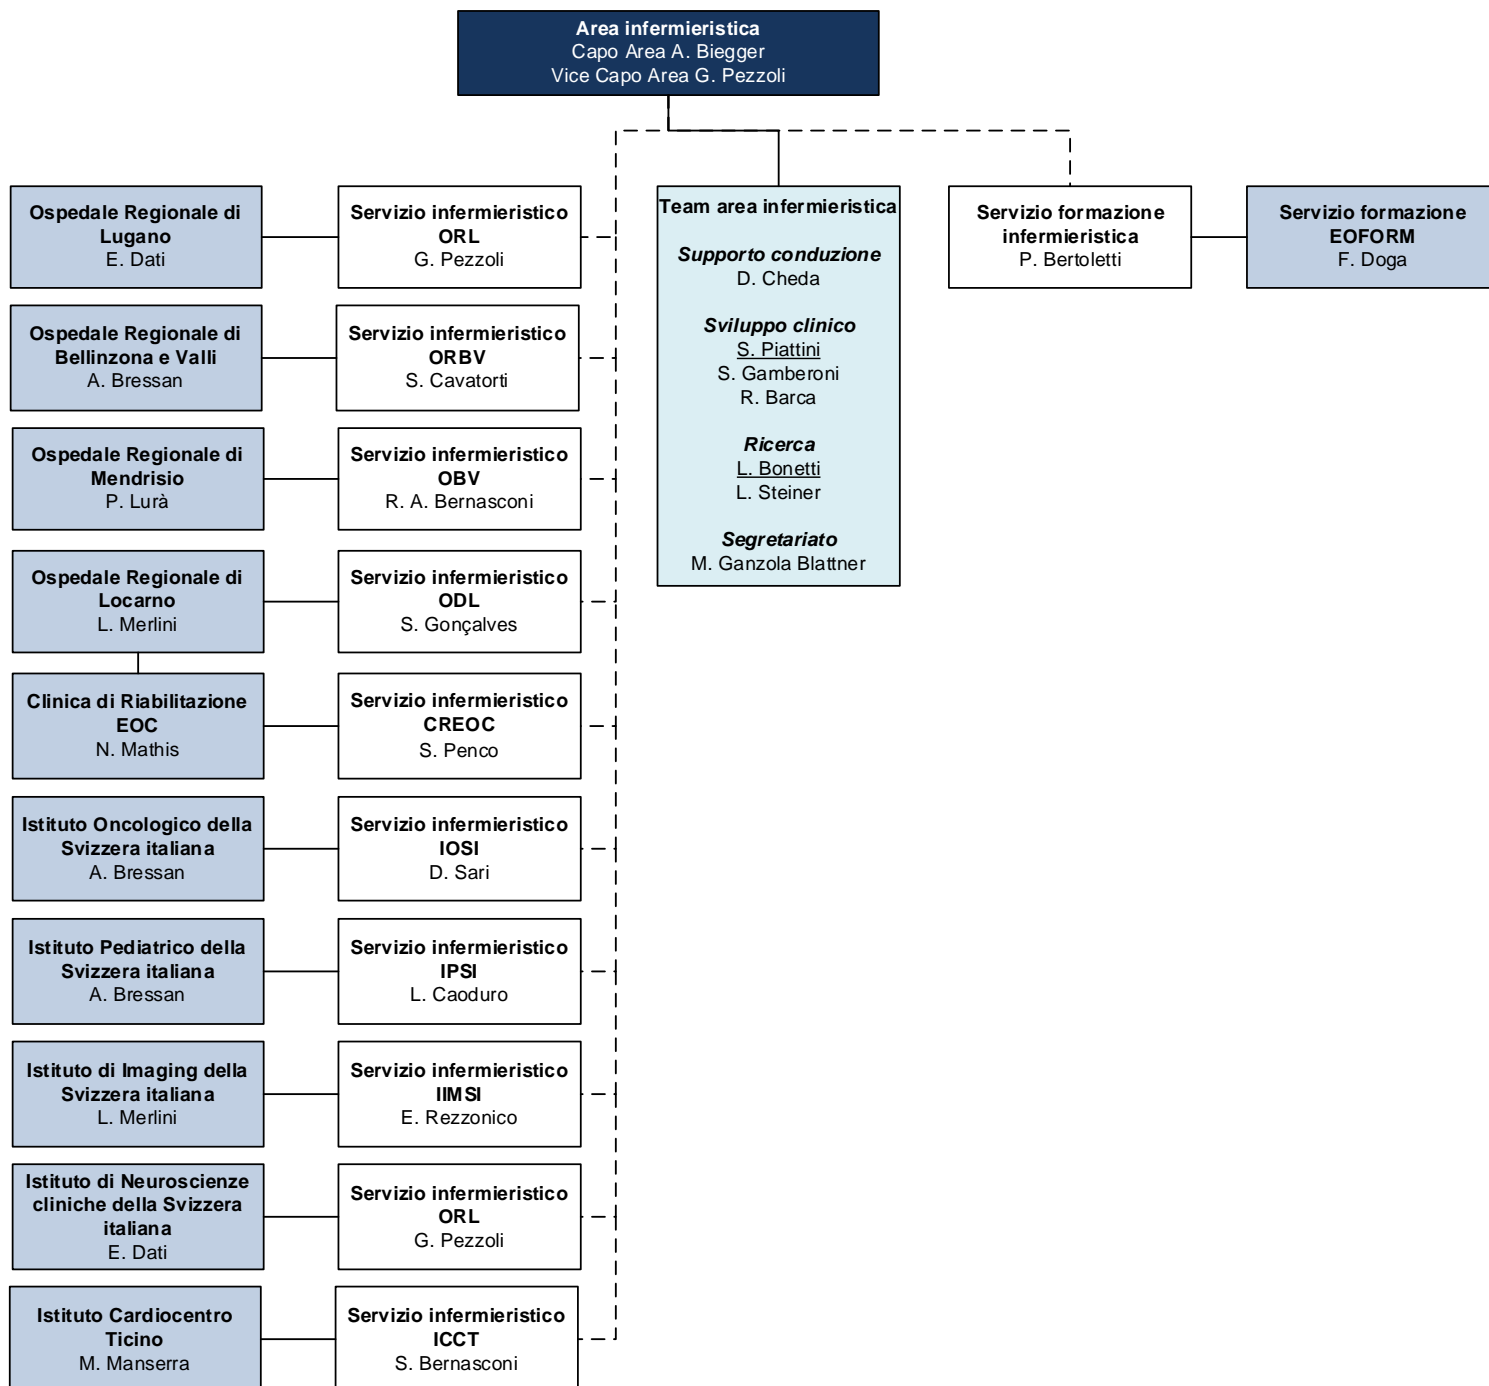 Area infermieristica
Capo Area A. Biegger
Vice Capo Area G. Pezzoli
Ospedale Regionale di
Lugano
E. Dati
Servizio infermieristico
ORL
G. Pezzoli
Team area infermieristica
Supporto conduzione
D. Cheda
Sviluppo clinico
S. Piattini
S. Gamberoni
R. Barca
Ricerca
L. Bonetti
L. Steiner
Segretariato
M. Ganzola Blattner
Servizio formazione
infermieristica
P. Bertoletti
Servizio formazione
EOFORM
F. Doga
Ospedale Regionale di
Bellinzona e Valli
A. Bressan
Servizio infermieristico
ORBV
S. Cavatorti
Ospedale Regionale di
Mendrisio
P. Lurà
Servizio infermieristico
OBV
R. A. Bernasconi
Ospedale Regionale di
Locarno
L. Merlini
Servizio infermieristico
ODL
S. Gonçalves
Clinica di Riabilitazione
EOC
N. Mathis
Servizio infermieristico
CREOC
S. Penco
Istituto Oncologico della
Svizzera italiana
A. Bressan
Servizio infermieristico
IOSI
D. Sari
Istituto Pediatrico della
Svizzera italiana
A. Bressan
Servizio infermieristico
IPSI
L. Caoduro
Istituto di Imaging della
Svizzera italiana
L. Merlini
Servizio infermieristico
IIMSI
E. Rezzonico
Istituto di Neuroscienze
cliniche della Svizzera
italiana
E. Dati
Servizio infermieristico
ORL
G. Pezzoli
Istituto Cardiocentro
Ticino
M. Manserra
Servizio infermieristico
ICCT
S. Bernasconi